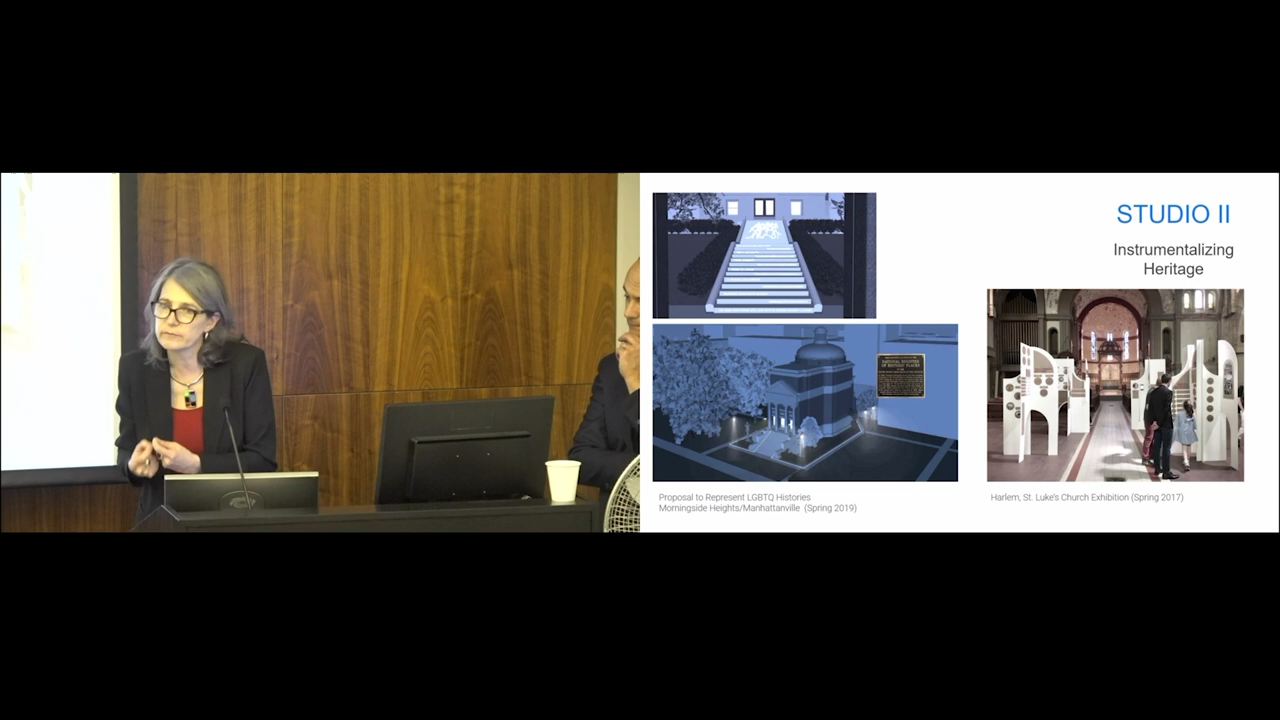 STUDIO II
Instrumentalizing
Heritage
NATIONAL REGISTER
OF HISTORIC PLACES
Proposal to Represent LGBTQ Histories
Morningside Heights/Manhattanville (Spring 2019)
Harlem, St. Luke's Church Exhibition (Spring 2017)